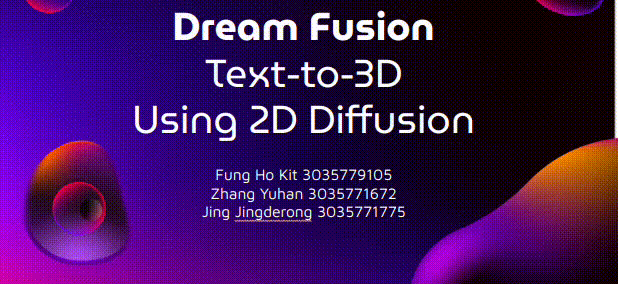 Dream Fusion
Text-to-3D
Using 2D Diffusion
Fung Ho Kit 3035779105
Zhang Yuhan 3035771672
Jing Jingderong 3035771775